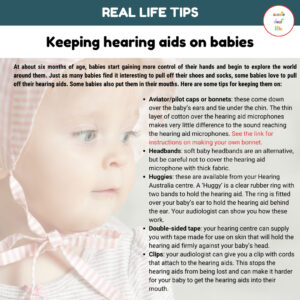 REAL LIFE TIPS
Keeping hearing aids on babies
At about six months of age, babies start gaining more control of their hands and begin to explore the world
around them. Just as many babies find it interesting to pull off their shoes and socks, some babies love to pull
off their hearing aids. Some babies also put them in their mouths. Here are some tips for keeping them on:
• Aviator/pilot caps or bonnets: these come down
over the baby's ears and tie under the chin. The thin
layer of cotton over the hearing aid microphones
makes very little difference to the sound reaching
the hearing aid microphones. See the link for
instructions on making your own bonnet.
• Headbands: soft baby headbands are an alternative,
but be careful not to cover the hearing aid
microphone with thick fabric.
• Huggies: these are available from your Hearing
Australia centre. A 'Huggy' is a clear rubber ring with
two bands to hold the hearing aid. The ring is fitted
over your baby's ear to hold the hearing aid behind
the ear. Your audiologist can show you how these
work.
• Double-sided tape: your hearing centre can supply
you with tape made for use on skin that will hold
the hearing aid firmly against your baby's head.
• Clips: your audiologist can give you a clip with cords
that attach to the hearing aids. This stops the
hearing aids from being lost and can make it harder
for your baby to get the hearing aids into their
mouth.